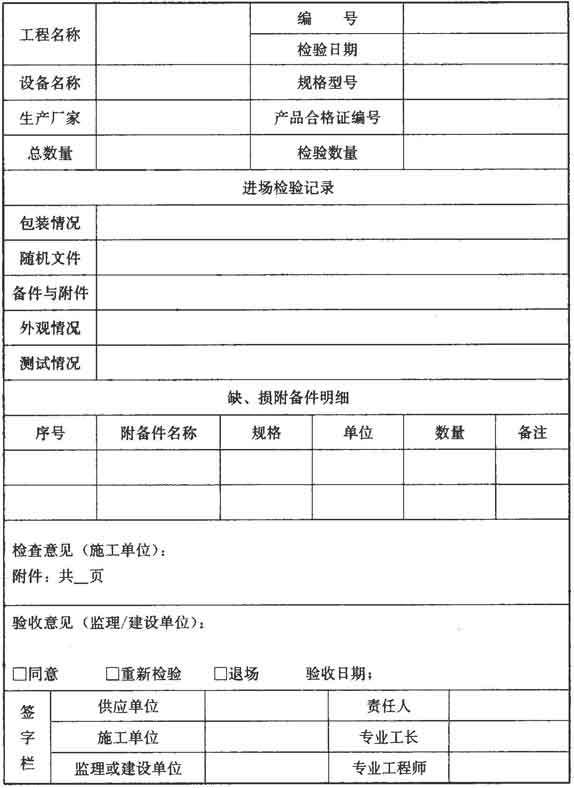 工程名称 编 号
检验日期
设备名称 规格型号
生产厂家 产品合格证编号
总数量 检验数量
进场检验记录
包装情况
随机文件
备件与附件
外观情况
测试情况
缺、损附备件明细
序号 附备件名称 规格 单位 数量 备注
检查意见（施工单位）：
附件：共__页
验收意见（监理/建设单位）：
□同意 □重新检验 □退场 验收日期；
签字栏 供应单位 责任人
施工单位 专业工长
监理或建设单位 专业工程师